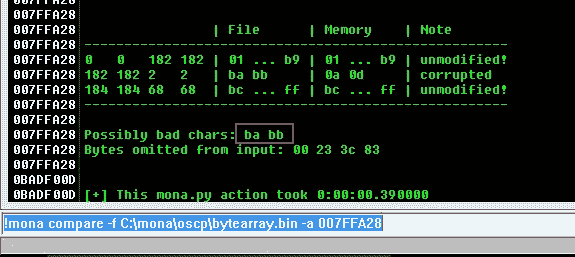 007FFA28
007FFA28 | File | Memory | Note
007FFA28 ----------------------------------------------------
007FFA28 0 0 182 182 | 01 ... b9 | 01 ... b9 | unmodified!
007FFA28 182 182 2 2 | ba bb | 0a 0d | corrupted
007FFA28 184 184 68 68 | bc ... ff | bc ... ff | unmodified!
007FFA28 ----------------------------------------------------
007FFA28
007FFA28 Possibly bad chars: ba bb
007FFA28 Bytes omitted from input: 00 23 3c 83
007FFA28
0BADF00D
0BADF00D [+] This mona.py action took 0:00:00.390000
!mona compare -f C:\mona\oscp\bytearray.bin -a 007FFA28